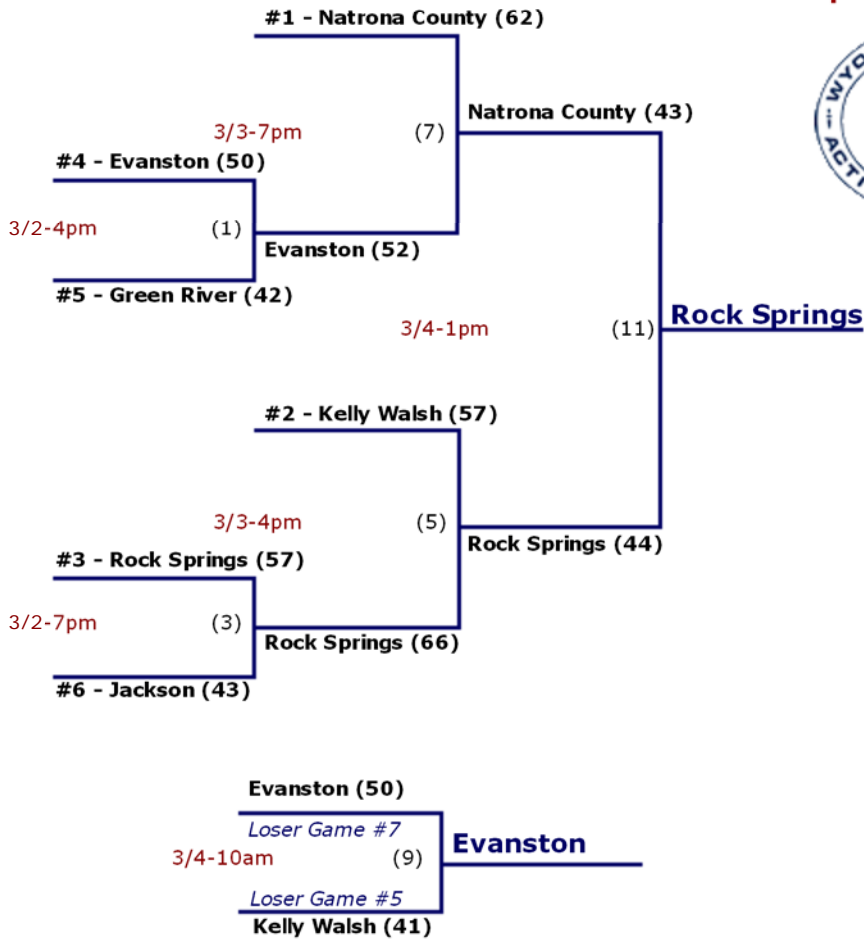 #1 - Natrona County (62)
3/3-7pm
(7)
Natrona County (43)
#4 - Evanston (50)
3/2-4pm
(1)
Evanston (52)
#5 - Green River (42)
3/4-1pm
(11)
Rock Springs
#2 - Kelly Walsh (57)
3/3-4pm
(5)
Rock Springs (44)
#3 - Rock Springs (57)
3/2-7pm
(3)
Rock Springs (66)
#6 - Jackson (43)
Evanston (50)
Loser Game #7
3/4-10am
(9)
Evanston
Loser Game #5
Kelly Walsh (41)